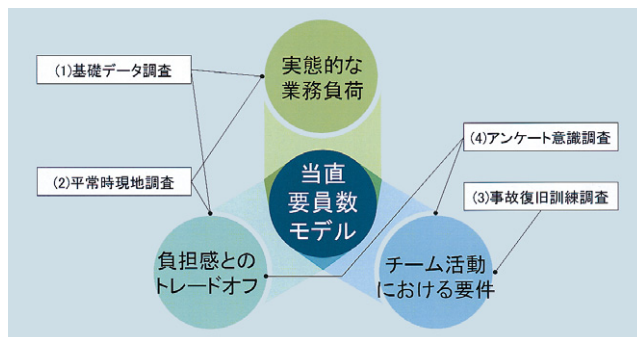 実態的な
業務負荷
(1)基礎データ調査
(2)平常時現地調査
(4)アンケート意識調査
(3)事故復旧訓練調査
当直
要員数
モデル
負担感との
トレードオフ
チーム活動
における要件